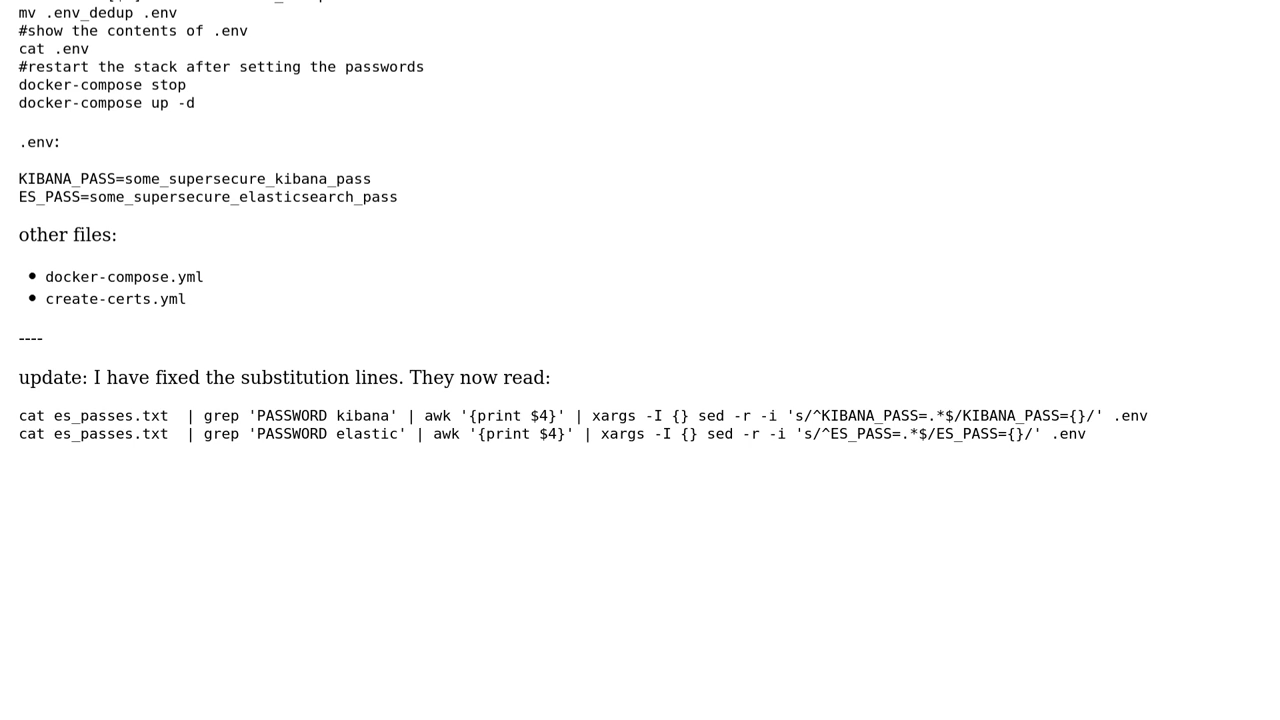 mv .env_dedup .env
#show the contents of .env
cat .env
#restart the stack after setting the passwords
docker-compose stop
docker-compose up -d
.env:
KIBANA_PASS=some_supersecure_kibana_pass
ES_PASS=some_supersecure_elasticsearch_pass
other files:
• docker-compose.yml
• create-certs.yml
----
update: I have fixed the substitution lines. They now read:
cat es_passes.txt  | grep 'PASSWORD kibana' | awk '{print $4}' | xargs -I {} sed -r -i 's/^KIBANA_PASS=.*$/KIBANA_PASS={}/' .env
cat es_passes.txt  | grep 'PASSWORD elastic' | awk '{print $4}' | xargs -I {} sed -r -i 's/^ES_PASS=.*$/ES_PASS={}/' .env